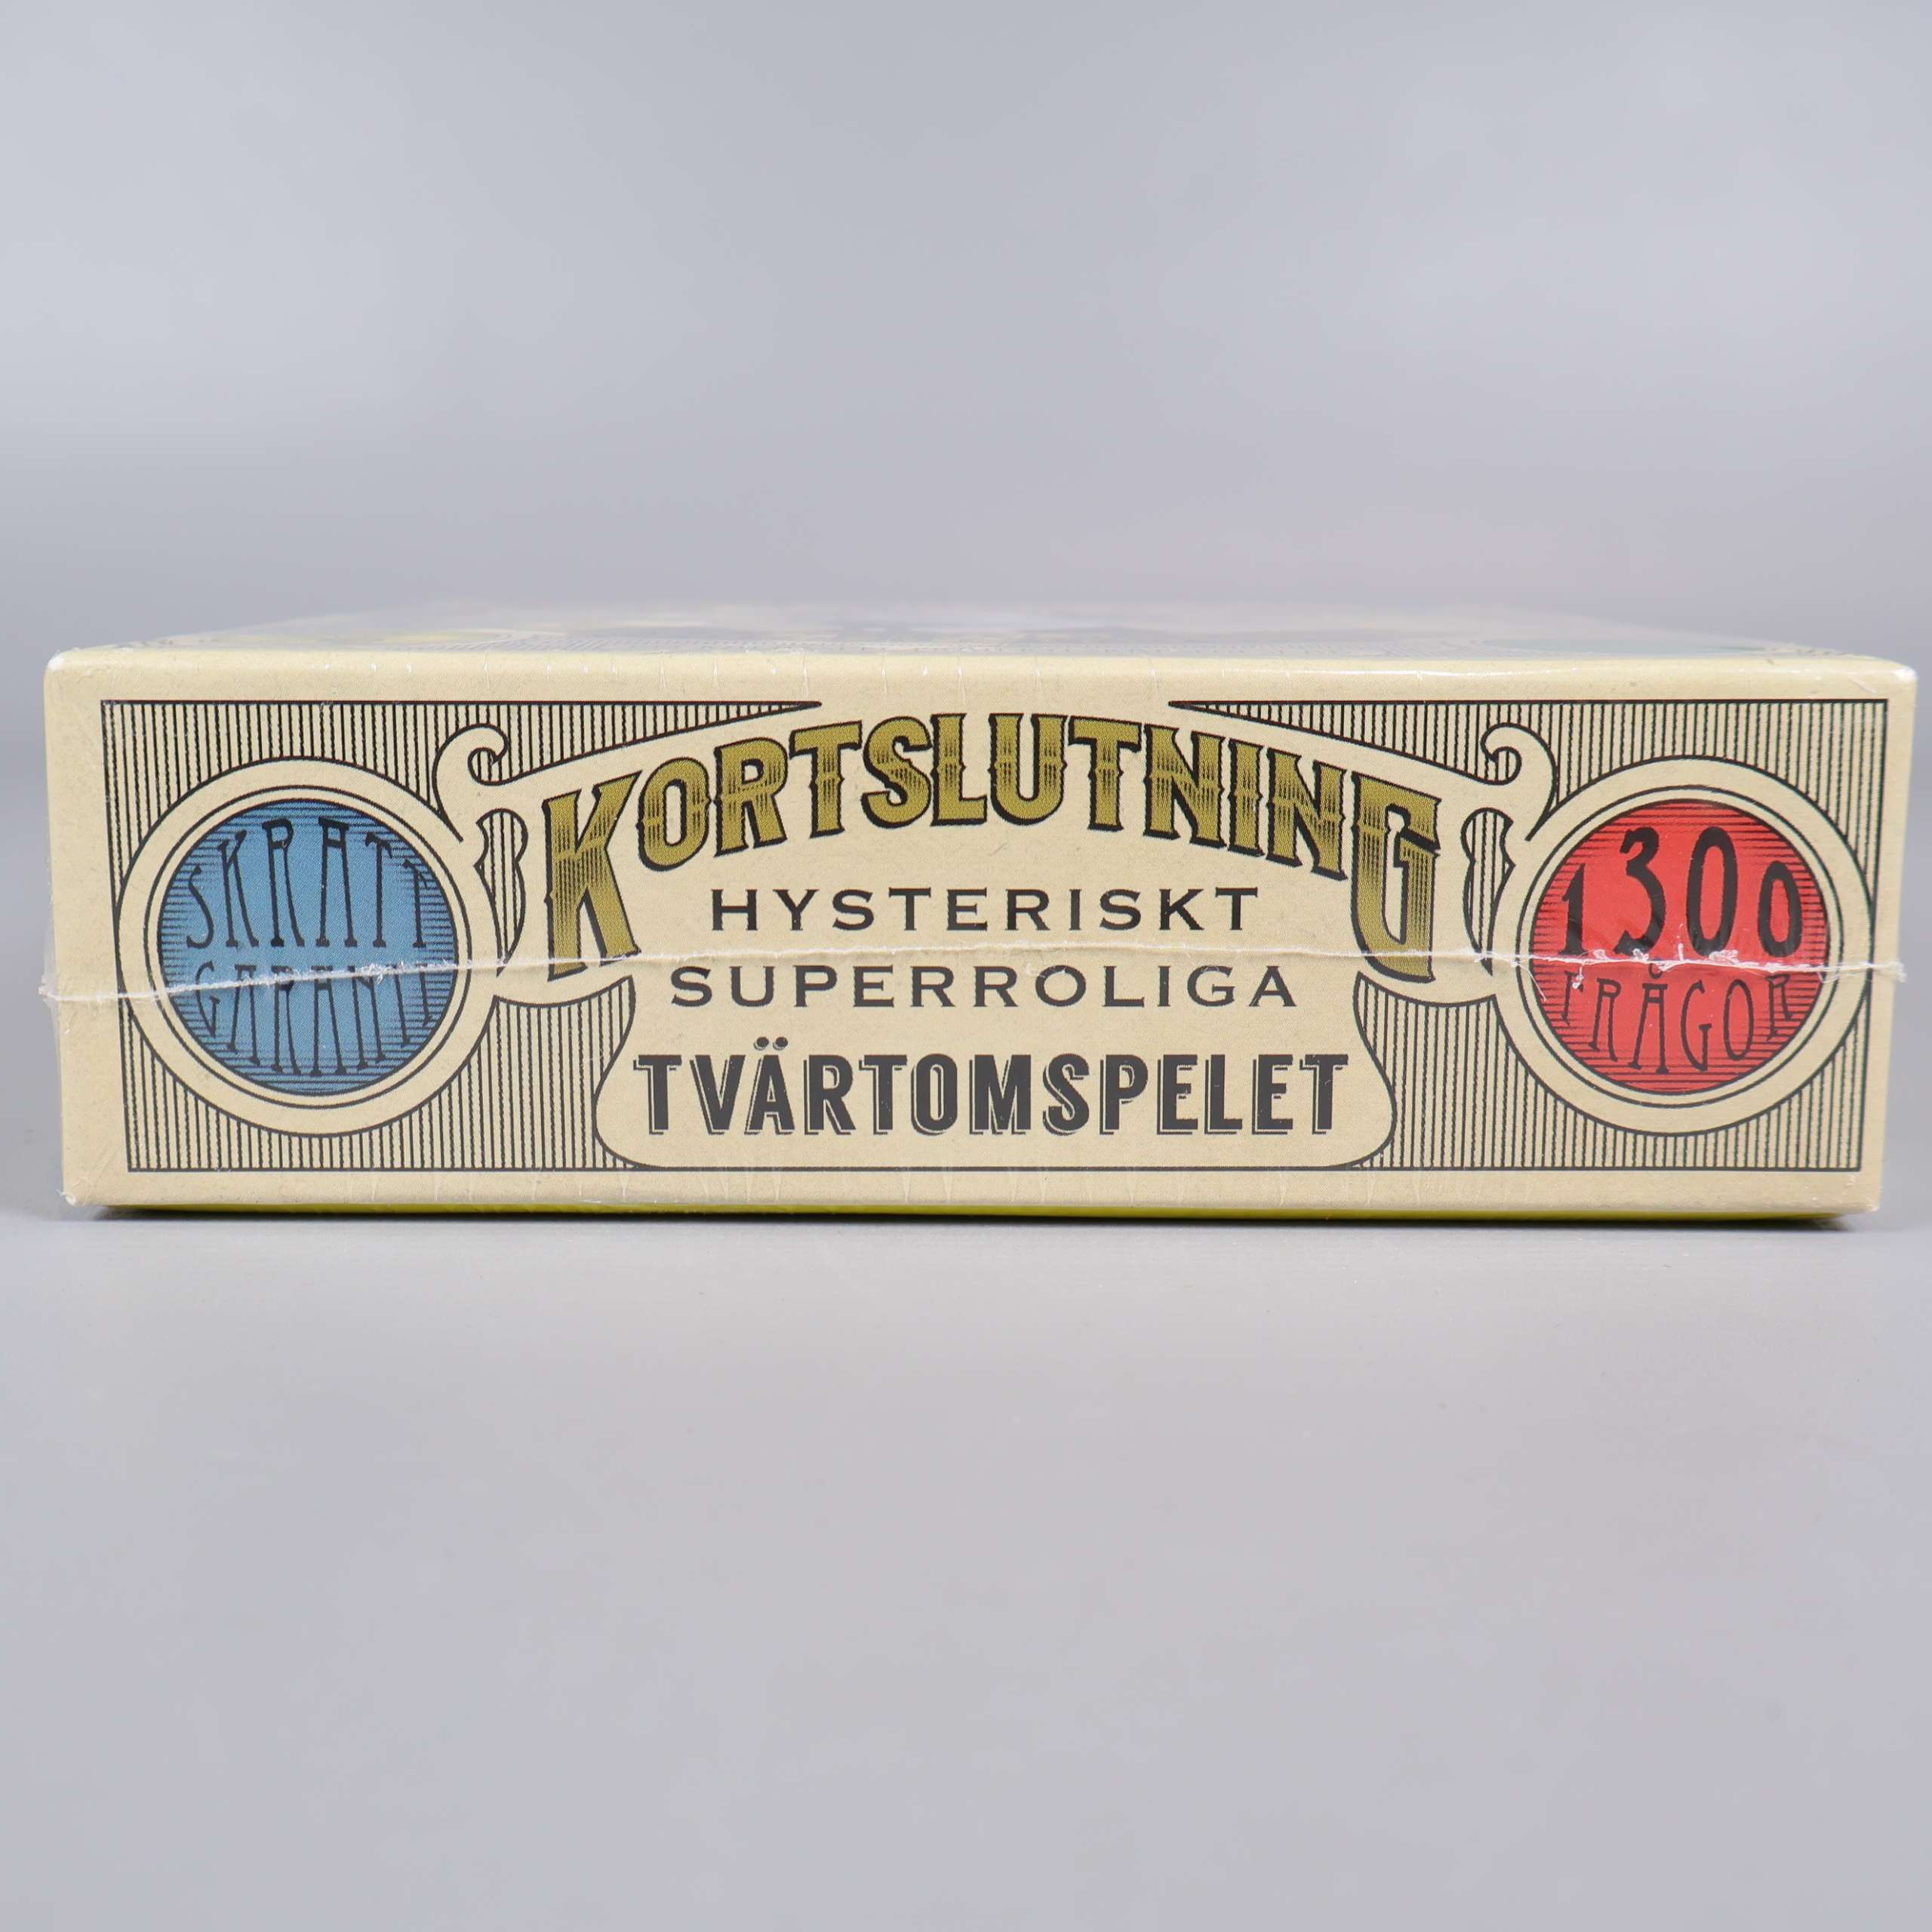 KORTSLUTNING
HYSTERISKT
SUPERROLIGA
TVÄRTOMSPELET
SKRATT
GARANTI
1300
FRÅGOR